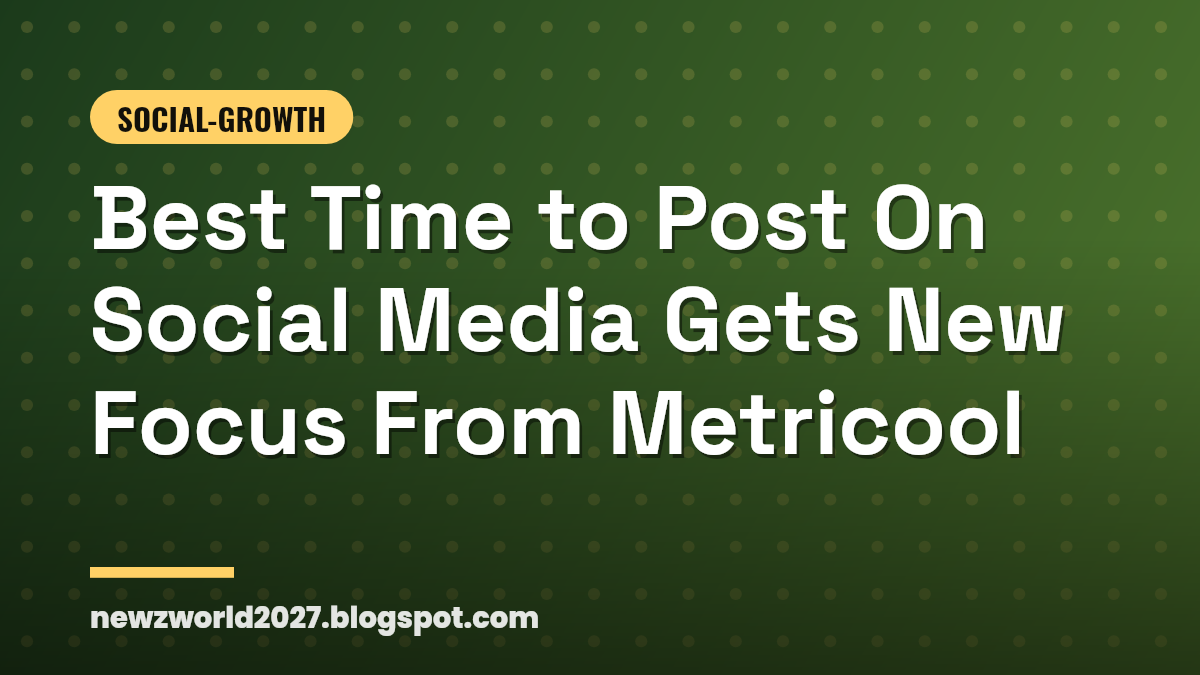 SOCIAL-GROWTH
Best Time to Post On
Social Media Gets New
Focus From Metricool
newzworld2027.blogspot.com